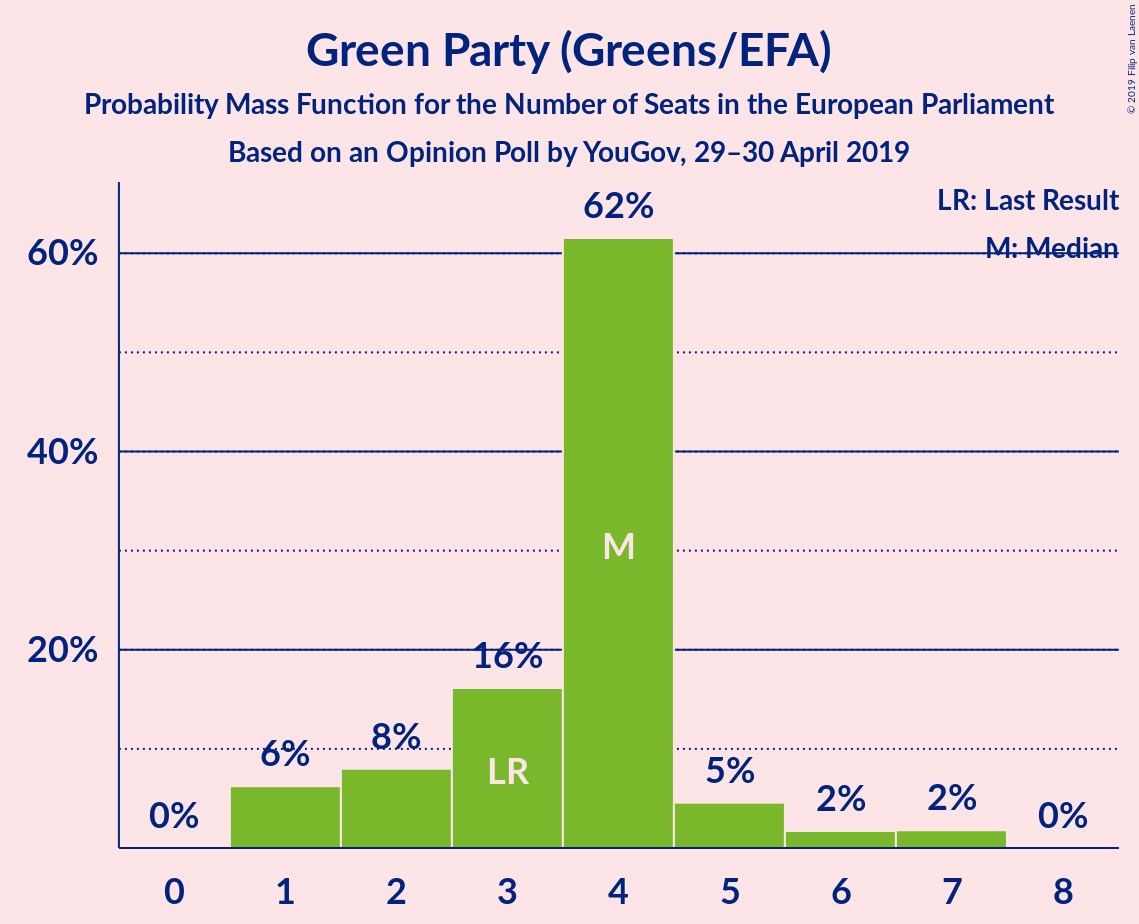 © 2019 Filip van Laenen
Green Party (Greens/EFA)
Probability Mass Function for the Number of Seats in the European Parliament
Based on an Opinion Poll by YouGov, 29–30 April 2019
LR: Last Result
M: Median
60%
40%
20%
0%
6%
8%
16%
62%
5%
2%
2%
0%
LR
M
0 1 2 3 4 5 6 7 8